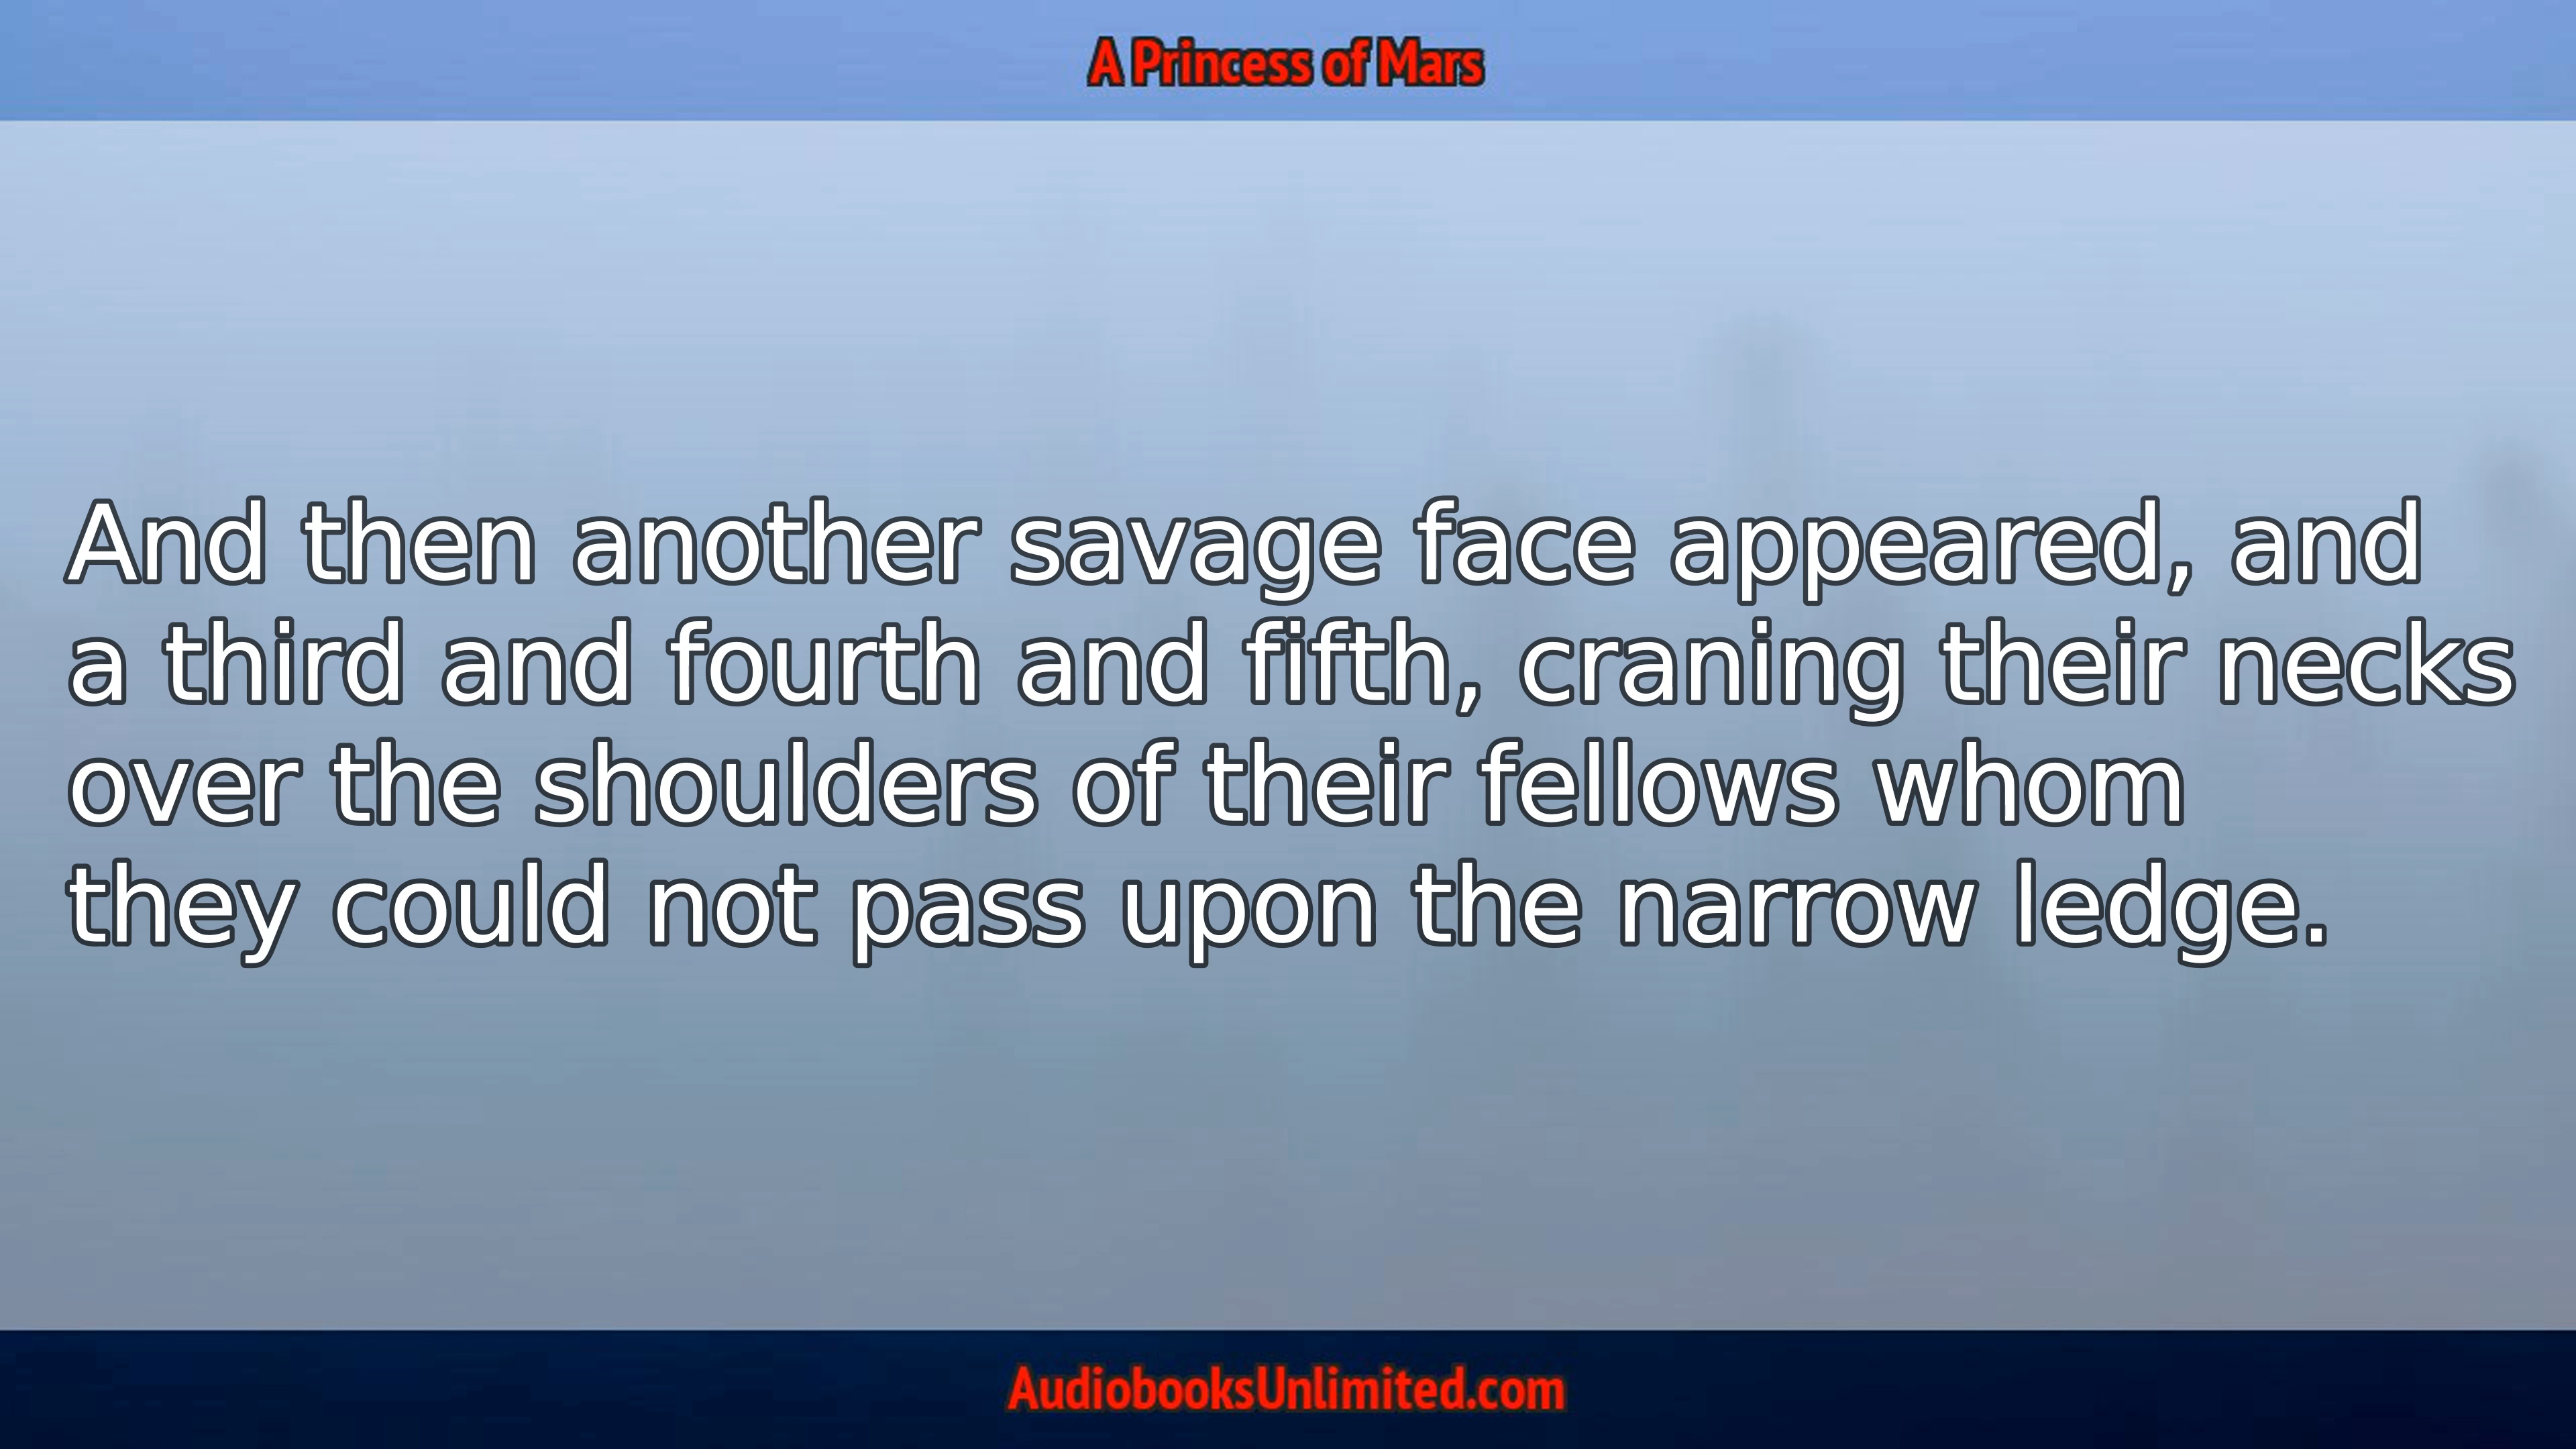 A Princess of Mars
And then another savage face appeared, and
a third and fourth and fifth, craning their necks
over the shoulders of their fellows whom
they could not pass upon the narrow ledge.
AudiobooksUnlimited.com